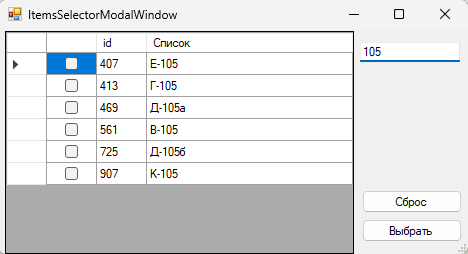 ItemsSelectorModalWindow
id Список
407 Е-105
413 Г-105
469 Д-105а
561 В-105
725 Д-105б
907 К-105
105
Сброс
Выбрать